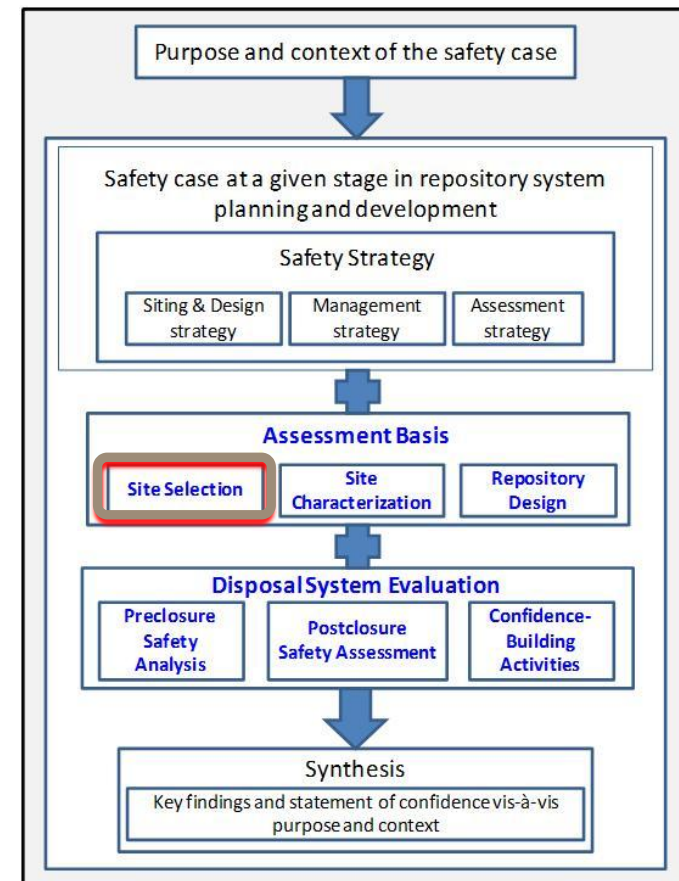 Purpose and context of the safety case
Safety case at a given stage in repository system
planning and development
Safety Strategy
Siting & Design
strategy
Management
strategy
Assessment
strategy
Assessment Basis
Site Selection
Site
Characterization
Repository
Design
Disposal System Evaluation
Preclosure
Safety
Analysis
Postclosure
Safety Assessment
Confidence-
Building
Activities
Synthesis
Key findings and statement of confidence vis-à-vis
purpose and context